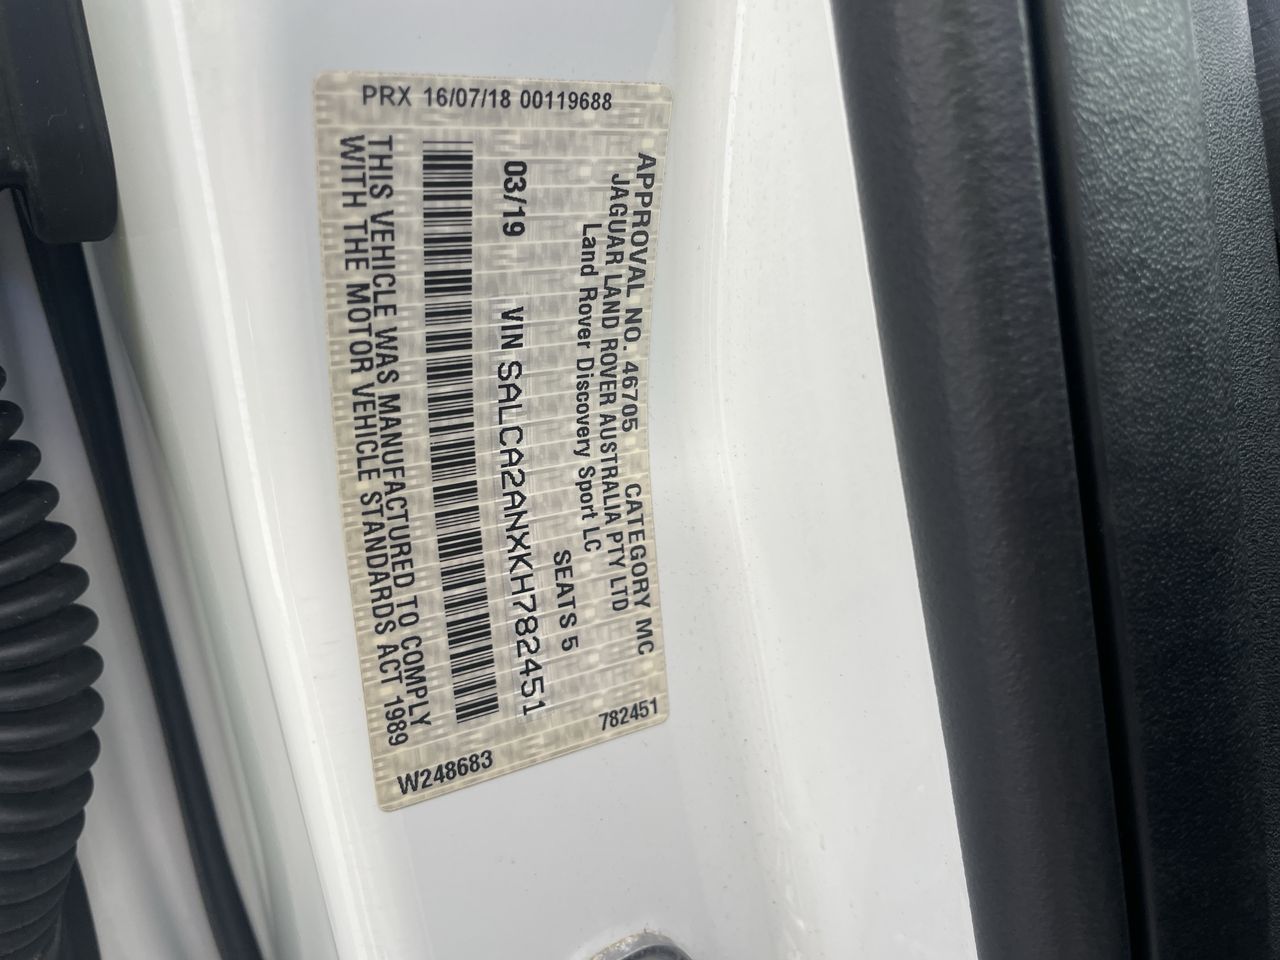 PRX 16/07/18 00119688
APPROVAL NO. 46705 CATEGORY MC
JAGUAR LAND ROVER AUSTRALIA PTY LTD
Land Rover Discovery Sport LC
SEATS 5
03/19 VIN SALCA2ANXKH782451
THIS VEHICLE WAS MANUFACTURED TO COMPLY
WITH THE MOTOR VEHICLE STANDARDS ACT 1989
W248683
782451